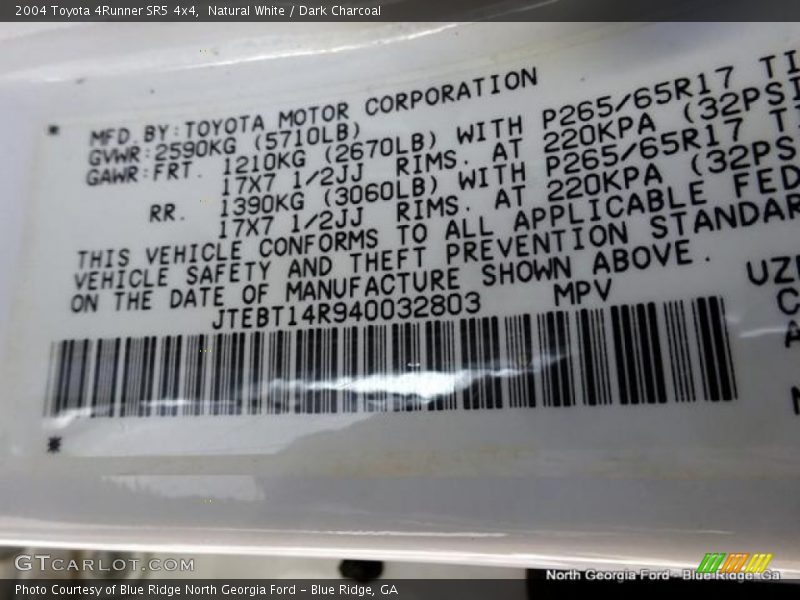 2004 Toyota 4Runner SR5 4x4, Natural White / Dark Charcoal
MFD. BY: TOYOTA MOTOR CORPORATION
GVWR: 2590KG (5710LB)
GAWR: FRT. 1210KG (2670LB) WITH P265/65R17 TI
17X7 1/2JJ RIMS. AT 220KPA (32PSI
RR. 1390KG (3060LB) WITH P265/65R17 TI
17X7 1/2JJ RIMS. AT 220KPA (32PS
THIS VEHICLE CONFORMS TO ALL APPLICABLE FED
VEHICLE SAFETY AND THEFT PREVENTION STANDAR
ON THE DATE OF MANUFACTURE SHOWN ABOVE.
JTEBT14R940032803 MPV
UZ
C
A
GTCARLOT.COM
North Georgia Ford - Blue Ridge, Ga
Photo Courtesy of Blue Ridge North Georgia Ford – Blue Ridge, GA